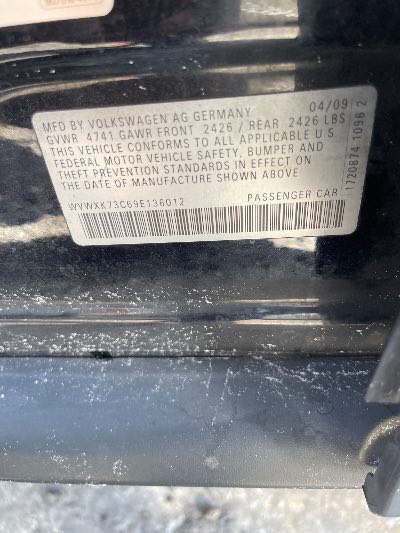 MFD BY VOLKSWAGEN AG GERMANY 04/09
GVWR 4741 GAWR FRONT 2426 / REAR 2426 LBS
THIS VEHICLE CONFORMS TO ALL APPLICABLE U.S
FEDERAL MOTOR VEHICLE SAFETY, BUMPER AND
THEFT PREVENTION STANDARDS IN EFFECT ON
THE DATE OF MANUFACTURE SHOWN ABOVE
WVWXK73C69E136012 PASSENGER CAR
1720874 1096 2